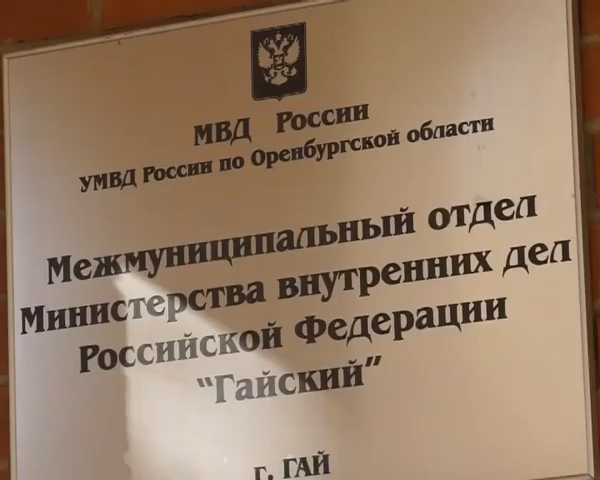 МВД России
УМВД России по Оренбургской области
Межмуниципальный отдел
Министерства внутренних дел
Российской Федерации
“Гайский”
г. ГАЙ